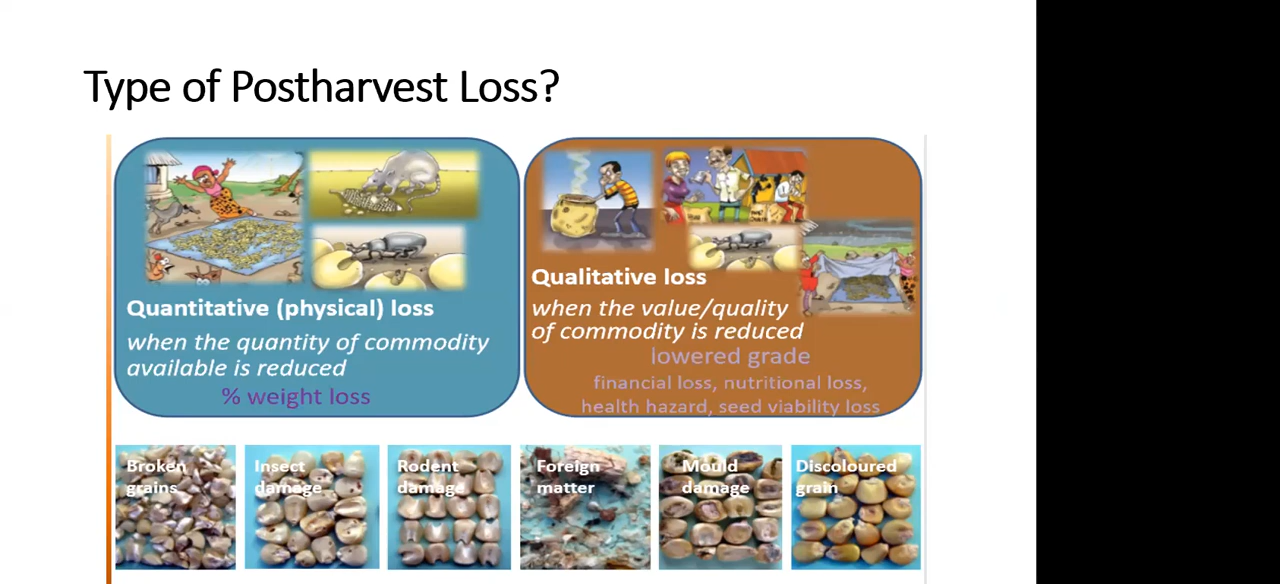 Type of Postharvest Loss?
Quantitative (physical) loss
when the quantity of commodity
available is reduced
% weight loss
Qualitative loss
when the value/quality
of commodity is reduced
lowered grade
financial loss, nutritional loss,
health hazard, seed viability loss
Broken
grains
Insect
damage
Rodent
damage
Foreign
matter
Mould
damage
Discoloured
grain